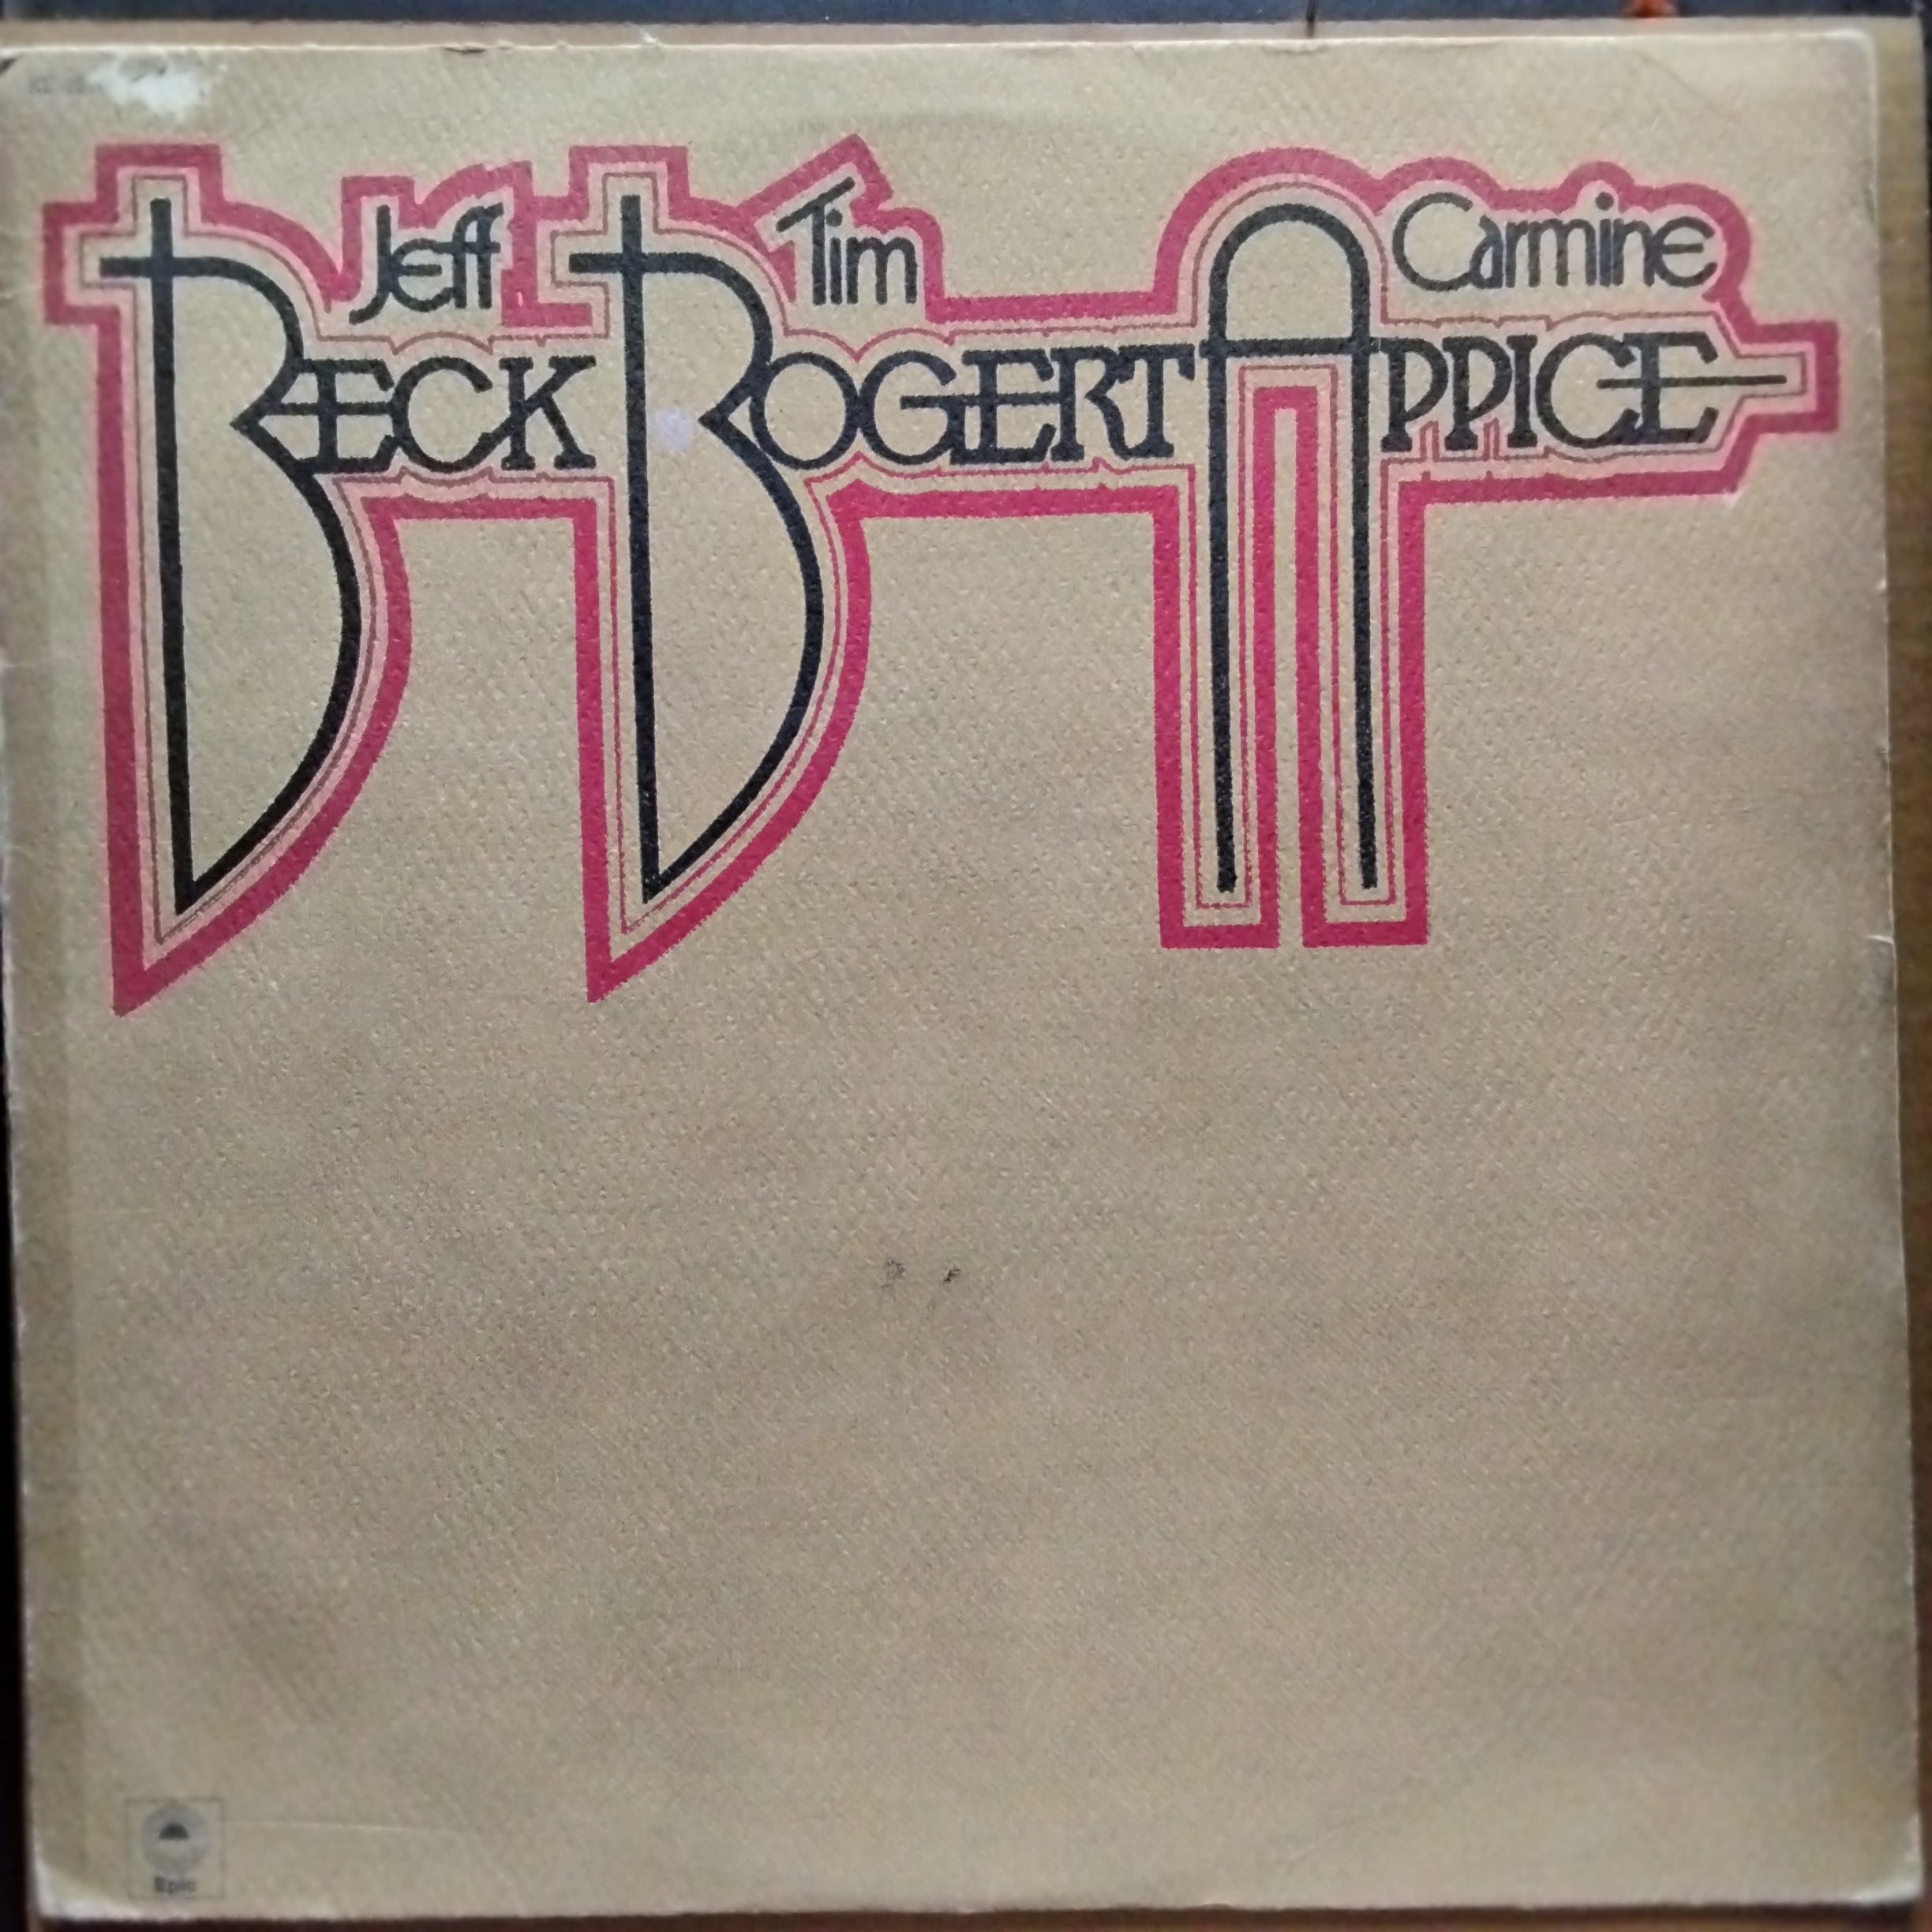 Jeff Tim Carmine
BECK BOGERT APPICE
Epic